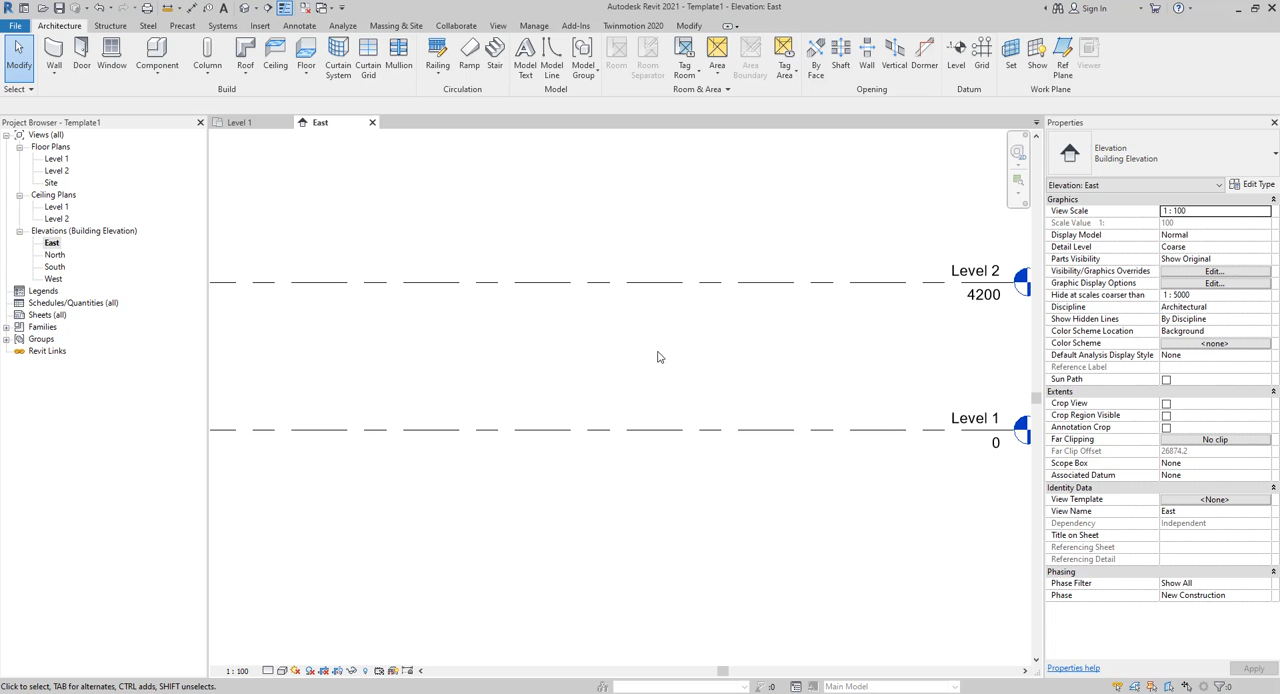 Autodesk Revit 2021 - Template1 - Elevation: East
Sign In
File Architecture Structure Steel Precast Systems Insert Annotate Analyze Massing & Site Collaborate View Manage Add-Ins Twinmotion 2020 Modify
Modify Wall Door Window Component Column Roof Ceiling Floor Curtain System Curtain Grid Mullion Railing Ramp Stair Model Text Model Line Model Group Room Room Separator Tag Room Area Area Boundary Tag Area By Face Shaft Wall Vertical Dormer Level Grid Set Show Ref Plane Viewer
Select Build Circulation Model Room & Area Opening Datum Work Plane
Project Browser - Template1
Level 1
East
Properties
Views (all)
Floor Plans
Level 1
Level 2
Site
Ceiling Plans
Level 1
Level 2
Elevations (Building Elevation)
East
North
South
West
Legends
Schedules/Quantities (all)
Sheets (all)
Families
Groups
Revit Links
Level 2
4200
Level 1
0
Elevation
Building Elevation
Elevation: East Edit Type
Graphics
View Scale 1 : 100
Scale Value 1: 100
Display Model Normal
Detail Level Coarse
Parts Visibility Show Original
Visibility/Graphics Overrides Edit...
Graphic Display Options Edit...
Hide at scales coarser than 1 : 5000
Discipline Architectural
Show Hidden Lines By Discipline
Color Scheme Location Background
Color Scheme <none>
Default Analysis Display Style None
Reference Label
Sun Path
Extents
Crop View
Crop Region Visible
Annotation Crop
Far Clipping No clip
Far Clip Offset 26874.2
Scope Box None
Associated Datum None
Identity Data
View Template <None>
View Name East
Dependency Independent
Title on Sheet
Referencing Sheet
Referencing Detail
Phasing
Phase Filter Show All
Phase New Construction
Properties help Apply
1 : 100
Click to select, TAB for alternates, CTRL adds, SHIFT unselects.
:0
Main Model
:0